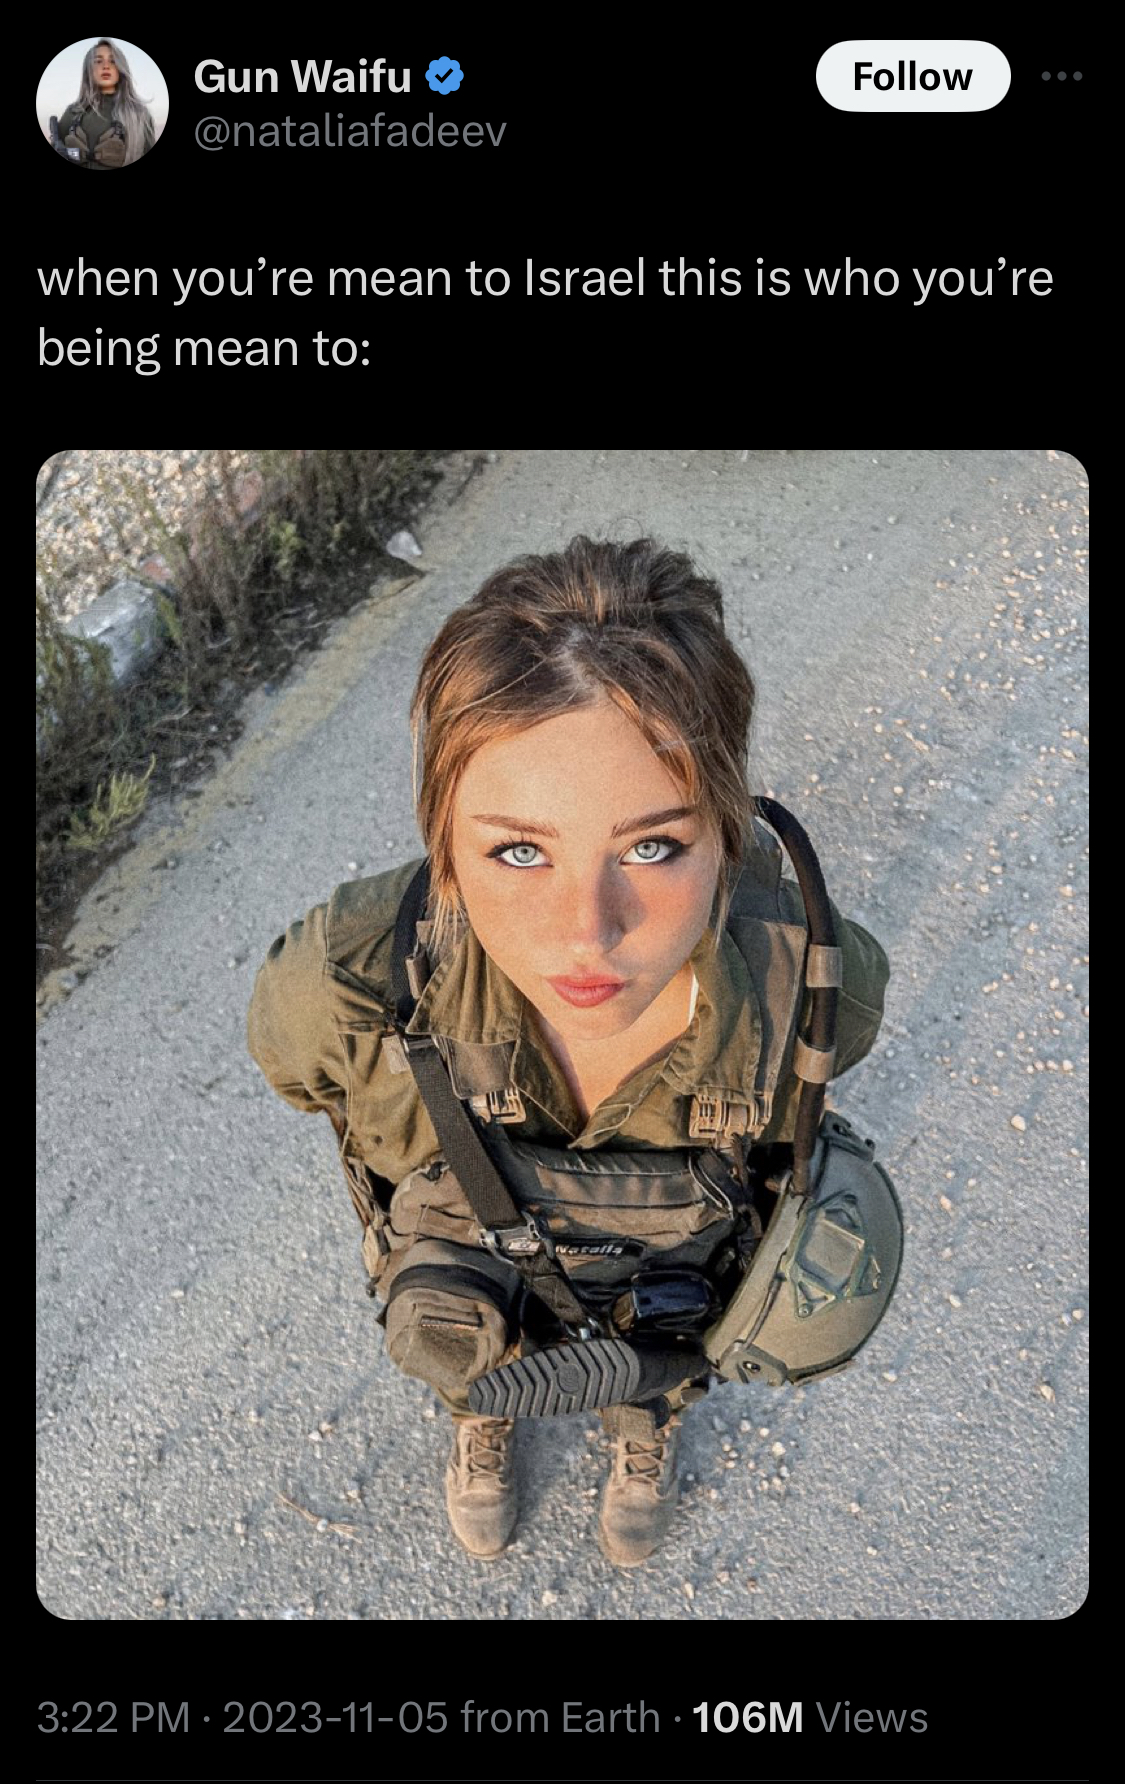 Gun Waifu
@nataliafadeev
Follow
when you’re mean to Israel this is who you’re
being mean to:
Natalia
3:22 PM · 2023-11-05 from Earth · 106M Views